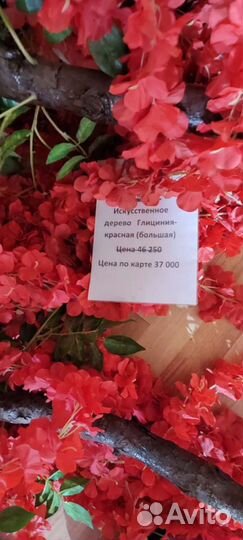 Искусственное
дерево Глициния-
красная (большая)
Цена 46 250
Цена по карте 37 000
Avito